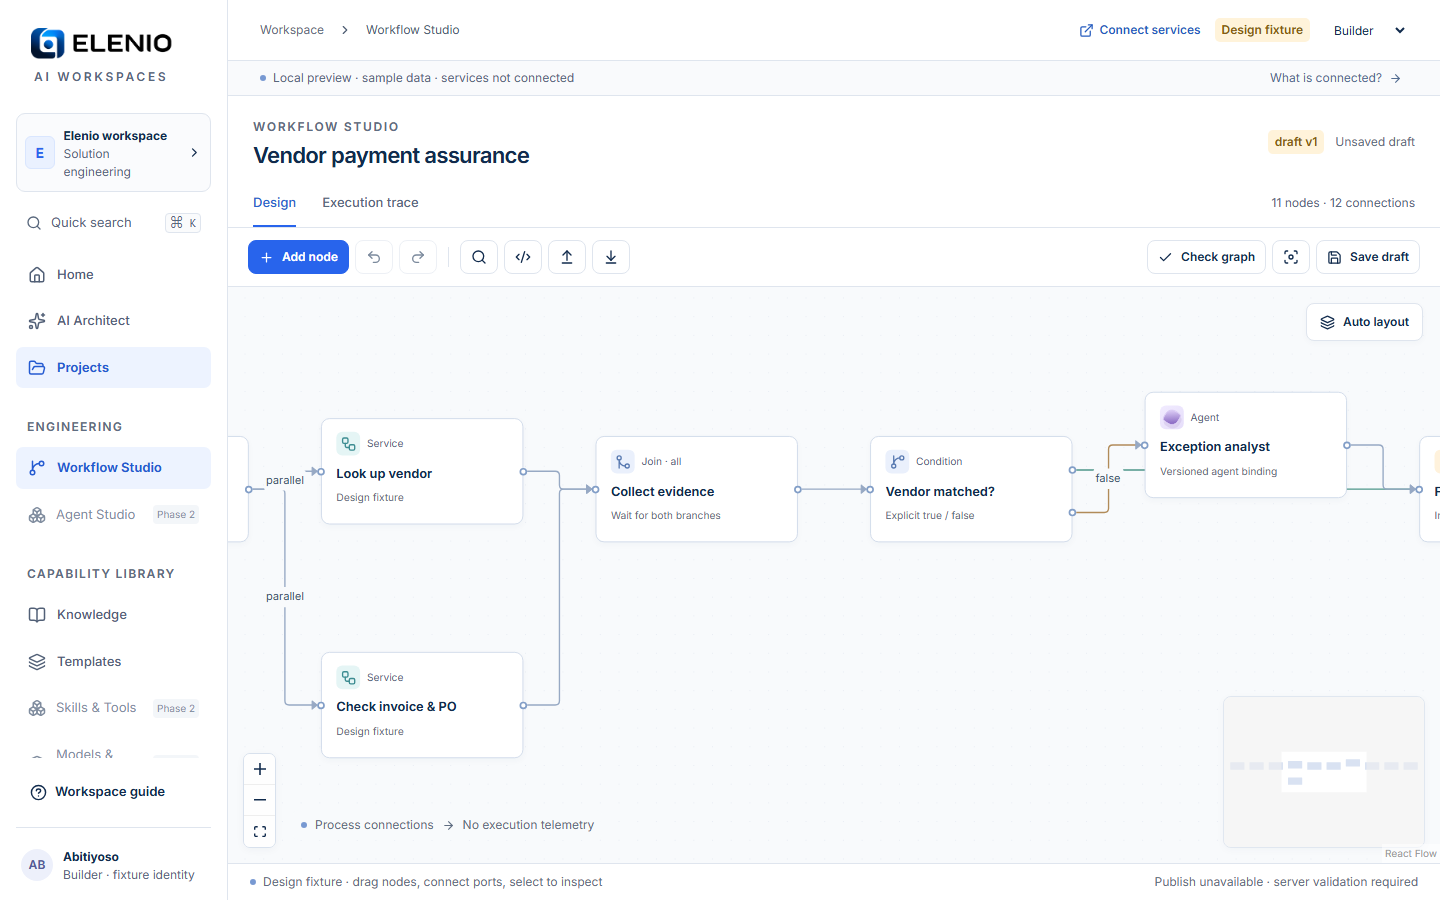 ELENIO
AI WORKSPACES
E
Elenio workspace
Solution
engineering
Quick search
⌘ K
Home
AI Architect
Projects
ENGINEERING
Workflow Studio
Agent Studio
Phase 2
CAPABILITY LIBRARY
Knowledge
Templates
Skills & Tools
Phase 2
Models &
Workspace guide
AB
Abitiyoso
Builder · fixture identity
Workspace
Workflow Studio
Connect services
Design fixture
Builder
Local preview · sample data · services not connected
What is connected?
WORKFLOW STUDIO
Vendor payment assurance
draft v1
Unsaved draft
Design
Execution trace
11 nodes · 12 connections
Add node
Check graph
Save draft
Auto layout
parallel
parallel
Service
Look up vendor
Design fixture
Service
Check invoice & PO
Design fixture
Join · all
Collect evidence
Wait for both branches
Condition
Vendor matched?
Explicit true / false
false
Agent
Exception analyst
Versioned agent binding
Process connections → No execution telemetry
React Flow
Design fixture · drag nodes, connect ports, select to inspect
Publish unavailable · server validation required